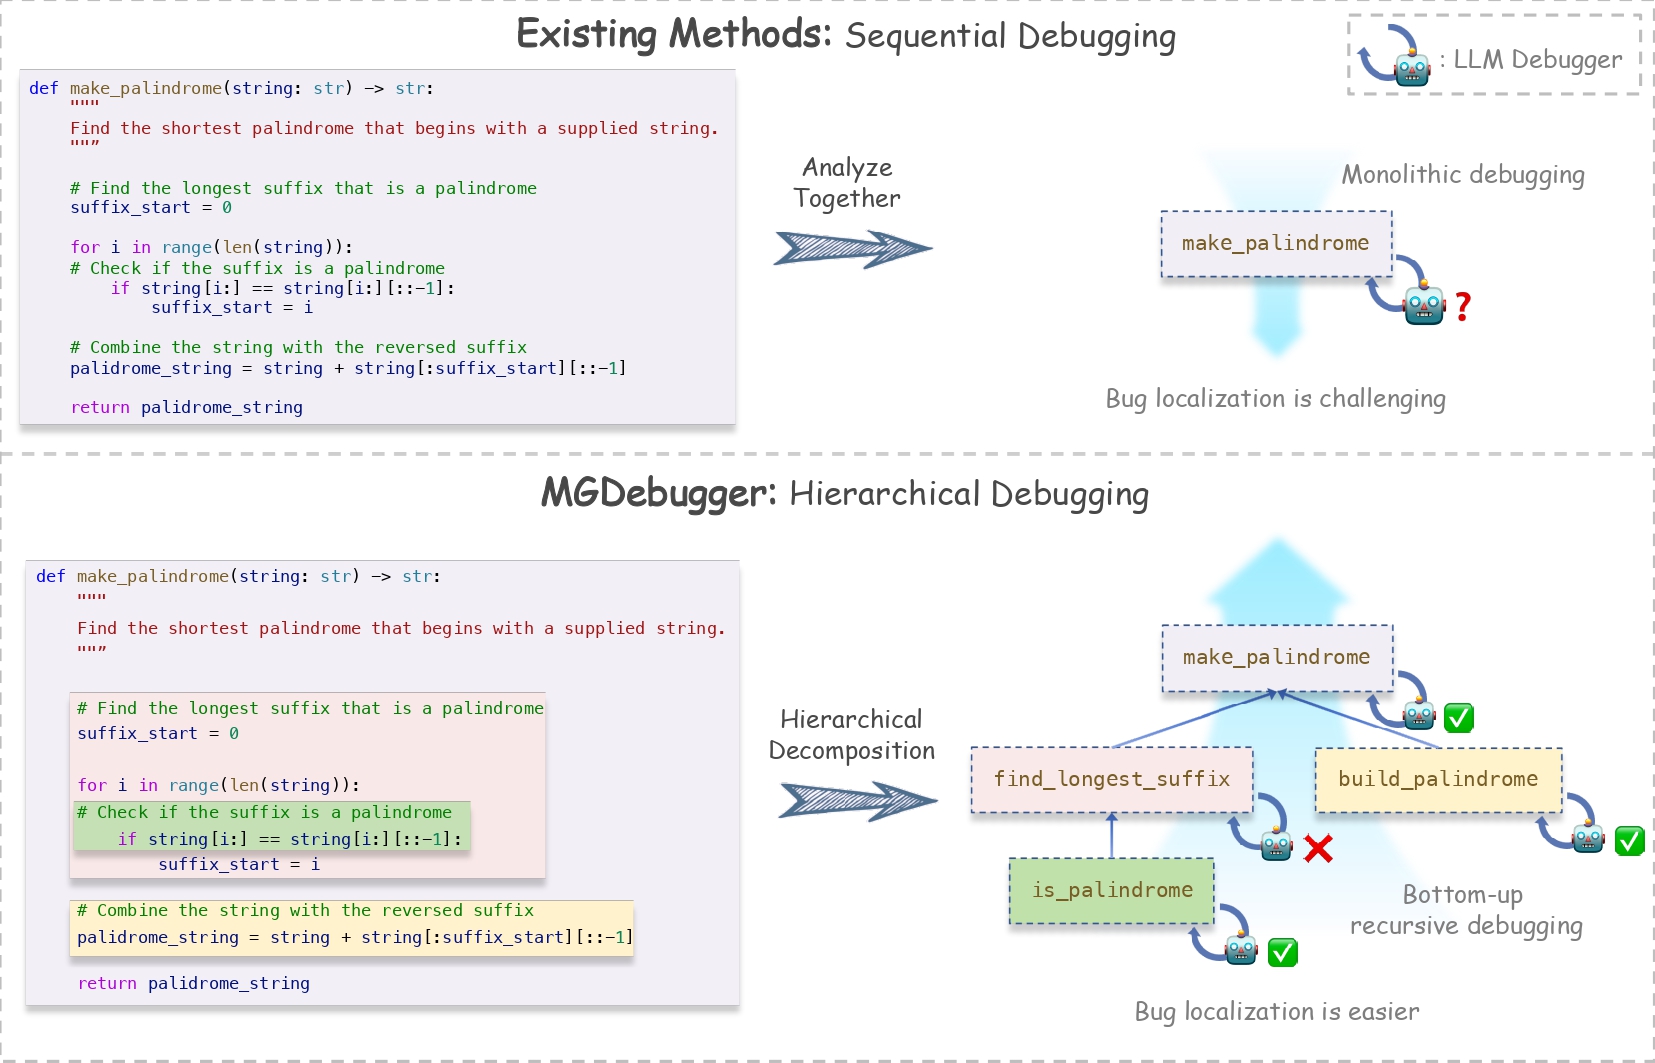 Existing Methods: Sequential Debugging
: LLM Debugger
def make_palindrome(string: str) −> str:
    """
    Find the shortest palindrome that begins with a supplied string.
    ""”
    # Find the longest suffix that is a palindrome
    suffix_start = 0
    for i in range(len(string)):
    # Check if the suffix is a palindrome
        if string[i:] == string[i:][::−1]:
            suffix_start = i
    # Combine the string with the reversed suffix
    palidrome_string = string + string[:suffix_start][::−1]
    return palidrome_string
Analyze
Together
Monolithic debugging
make_palindrome
?
Bug localization is challenging
MGDebugger: Hierarchical Debugging
def make_palindrome(string: str) −> str:
    """
    Find the shortest palindrome that begins with a supplied string.
    ""”
    # Find the longest suffix that is a palindrome
    suffix_start = 0
    for i in range(len(string)):
    # Check if the suffix is a palindrome
        if string[i:] == string[i:][::−1]:
            suffix_start = i
    # Combine the string with the reversed suffix
    palidrome_string = string + string[:suffix_start][::−1]
    return palidrome_string
Hierarchical
Decomposition
make_palindrome
find_longest_suffix
build_palindrome
is_palindrome
Bottom-up
recursive debugging
Bug localization is easier